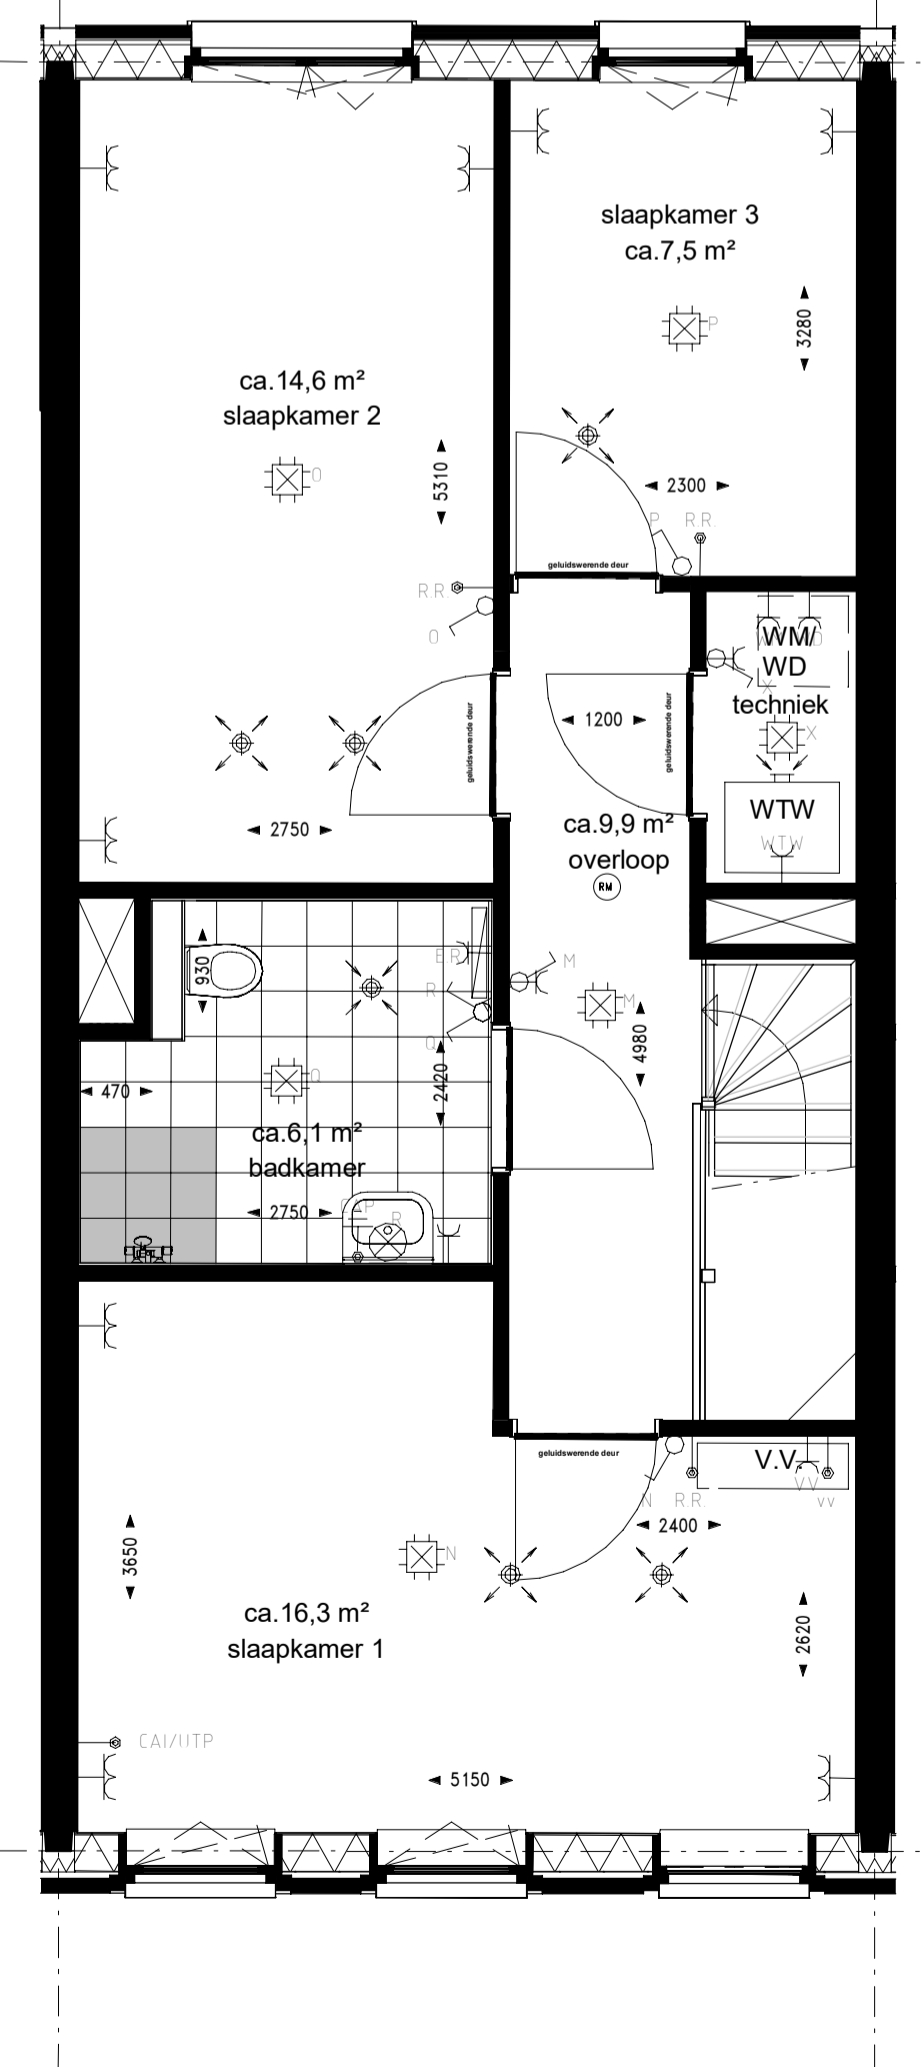 slaapkamer 3
ca.7,5 m²
P
3280
ca.14,6 m²
slaapkamer 2
O
5310
2300
P R.R.
geluidswerende deur
R.R.
O
WM/
WD
X
techniek
X
1200
geluidswerende deur
geluidswerende deur
WTW
WTW
2750
ca.9,9 m²
overloop
RM
930
E.R.
R
Q
M
M
4980
2420
470
Q
ca.6,1 m²
badkamer
2750
R
geluidswerende deur
V.V.
VV
VV
N R.R.
2400
3650
N
ca.16,3 m²
slaapkamer 1
2620
CAI/UTP
5150